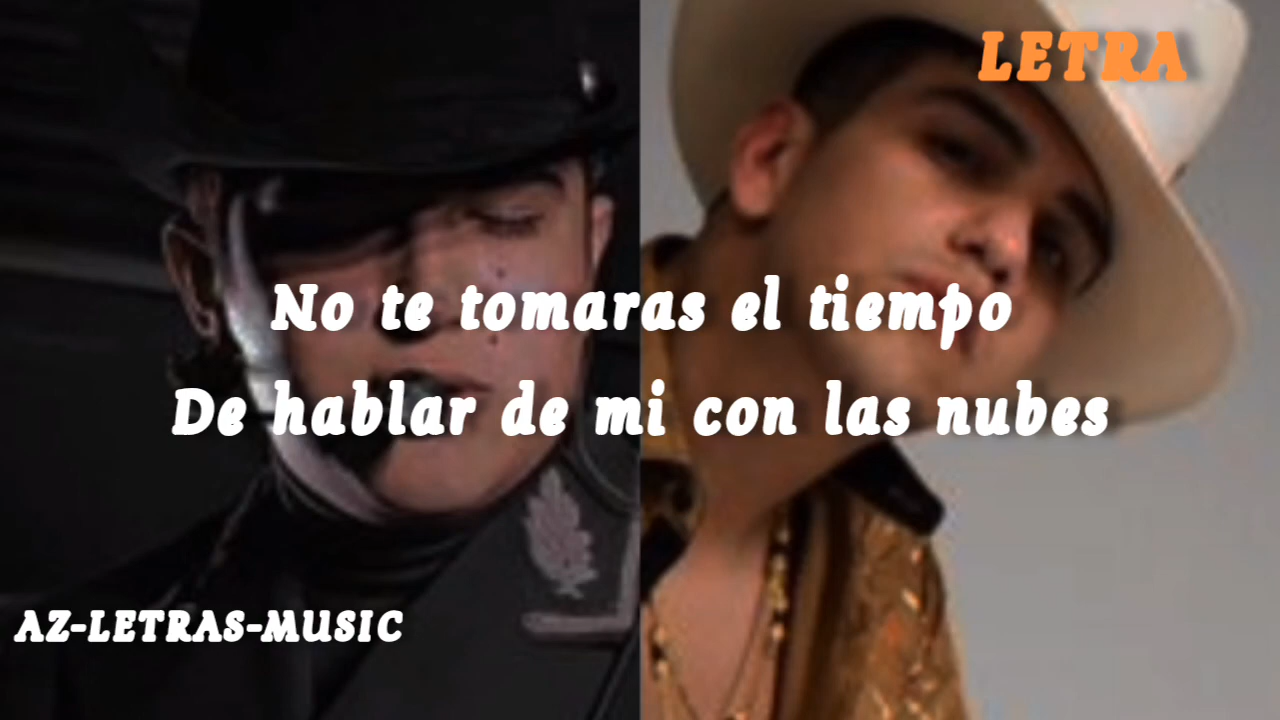 LETRA
No te tomaras el tiempo
De hablar de mi con las nubes
AZ-LETRAS-MUSIC